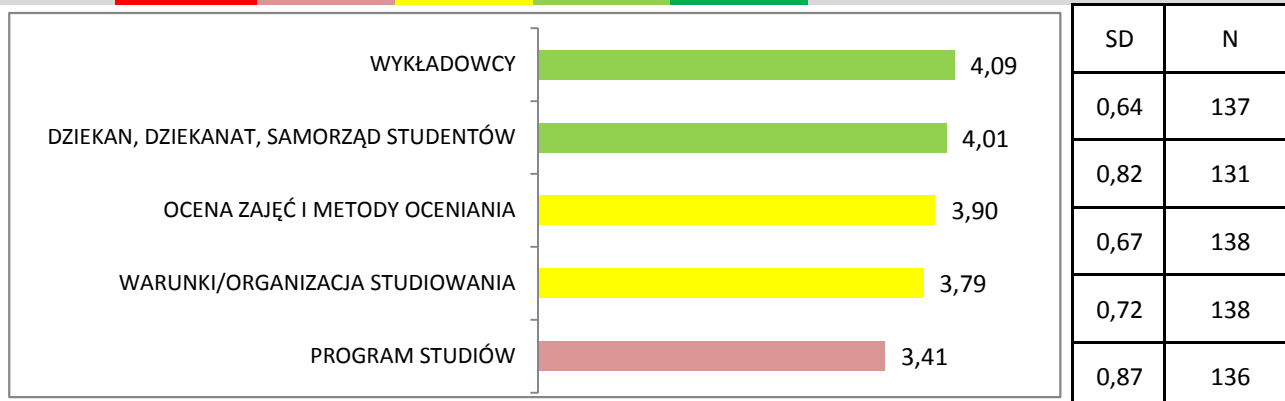 SD N
WYKŁADOWCY 4,09 0,64 137
DZIEKAN, DZIEKANAT, SAMORZĄD STUDENTÓW 4,01 0,82 131
OCENA ZAJĘĆ I METODY OCENIANIA 3,90 0,67 138
WARUNKI/ORGANIZACJA STUDIOWANIA 3,79 0,72 138
PROGRAM STUDIÓW 3,41 0,87 136